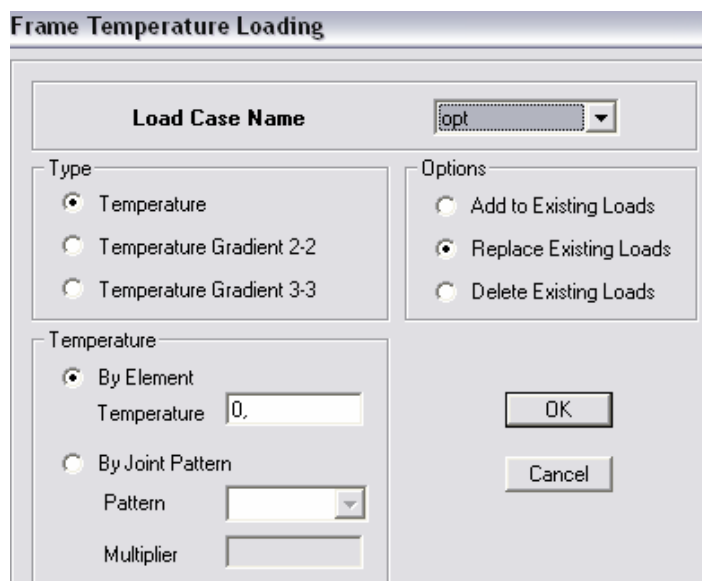 Frame Temperature Loading
Load Case Name
opt
Type
Temperature
Temperature Gradient 2-2
Temperature Gradient 3-3
Options
Add to Existing Loads
Replace Existing Loads
Delete Existing Loads
Temperature
By Element
Temperature 0,
By Joint Pattern
Pattern
Multiplier
OK
Cancel